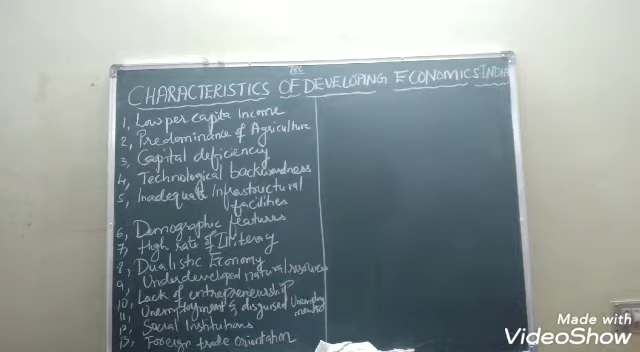 CHARACTERISTICS OF DEVELOPING ECONOMICS: INDIA
1, Low per capita Income
2, Predominance of Agriculture
3, Capital deficiency
4, Technological backwardness
5, Inadequate Infrastructural
facilities
6, Demographic features
7, High rate of Illiteracy
8, Dualistic Economy
9, Underdeveloped natural resources
10, Lack of entrepreneurship
11, Unemployment & disguised Unemployment
12, Social Institutions
13, Foreign trade orientation
Made with
VideoShow